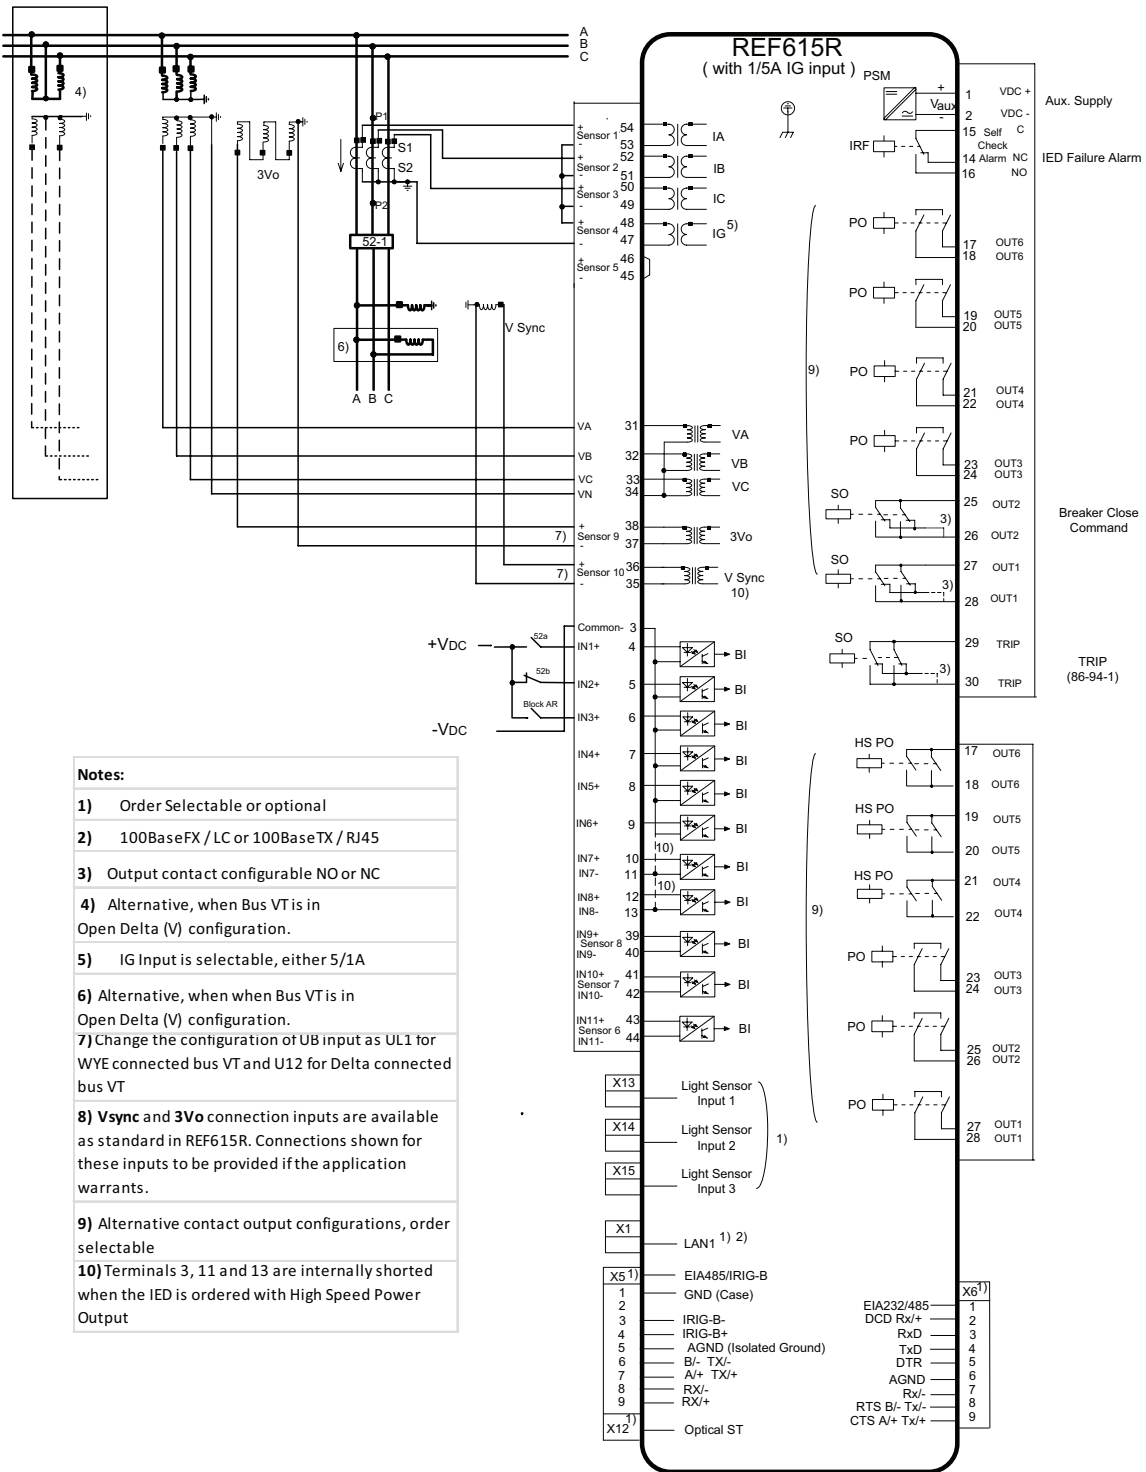 REF615R
( with 1/5A IG input )
A
B
C
4)
3Vo
P1
S1
S2
P2
52-1
6)
A B C
V Sync
+ Sensor 1 - 54 53 IA
+ Sensor 2 - 52 51 IB
+ Sensor 3 - 50 49 IC
+ Sensor 4 - 48 47 IG 5)
+ Sensor 5 - 46 45
VA 31 VA
VB 32 VB
VC 33 VC
VN 34
7) + Sensor 9 - 38 37 3Vo
7) + Sensor 10 - 36 35 V Sync
10)
+VDC
-VDC
52a
52b
Block AR
Common- 3
IN1+ 4 BI
IN2+ 5 BI
IN3+ 6 BI
IN4+ 7 BI
IN5+ 8 BI
IN6+ 9 BI
10)
IN7+ 10 BI
IN7- 11
10)
IN8+ 12 BI
IN8- 13
IN9+ 39
Sensor 8 BI
IN9- 40
IN10+ 41
Sensor 7 BI
IN10- 42
IN11+ 43
Sensor 6 BI
IN11- 44
X13 Light Sensor
Input 1
X14 Light Sensor
Input 2
X15 Light Sensor
Input 3
1)
X1 LAN1 1) 2)
X5 1) EIA485/IRIG-B
1 GND (Case)
2
3 IRIG-B-
4 IRIG-B+
5 AGND (Isolated Ground)
6 B/- TX/-
7 A/+ TX/+
8 RX/-
9 RX/+
X12 1) Optical ST
PSM
+ 1 VDC +
Vaux
- 2 VDC -
Aux. Supply
IRF
15 Self C
Check
14 Alarm NC
16 NO
IED Failure Alarm
9)
PO
17 OUT6
18 OUT6
PO
19 OUT5
20 OUT5
PO
21 OUT4
22 OUT4
PO
23 OUT3
24 OUT3
SO
25 OUT2
3)
26 OUT2
Breaker Close
Command
SO
27 OUT1
3)
28 OUT1
SO
29 TRIP
3)
30 TRIP
TRIP
(86-94-1)
9)
HS PO
17 OUT6
18 OUT6
HS PO
19 OUT5
20 OUT5
HS PO
21 OUT4
22 OUT4
PO
23 OUT3
24 OUT3
PO
25 OUT2
26 OUT2
PO
27 OUT1
28 OUT1
X6 1)
EIA232/485 1
DCD Rx/+ 2
RxD 3
TxD 4
DTR 5
AGND 6
Rx/- 7
RTS B/- Tx/- 8
CTS A/+ Tx/+ 9
Notes:
1) Order Selectable or optional
2) 100BaseFX / LC or 100BaseTX / RJ45
3) Output contact configurable NO or NC
4) Alternative, when Bus VT is in
Open Delta (V) configuration.
5) IG Input is selectable, either 5/1A
6) Alternative, when when Bus VT is in
Open Delta (V) configuration.
7) Change the configuration of UB input as UL1 for
WYE connected bus VT and U12 for Delta connected
bus VT
8) Vsync and 3Vo connection inputs are available
as standard in REF615R. Connections shown for
these inputs to be provided if the application
warrants.
9) Alternative contact output configurations, order
selectable
10) Terminals 3, 11 and 13 are internally shorted
when the IED is ordered with High Speed Power
Output